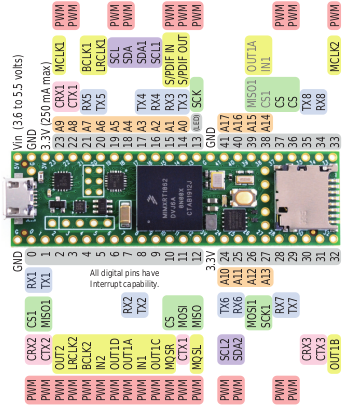 PWM PWM PWM PWM PWM PWM PWM PWM PWM
MCLK1 BCLK1 LRCLK1 SCL SDA SDA1 SCL1 S/PDIF IN S/PDIF OUT OUT1A IN1 MCLK2
CRX1 CTX1 RX5 TX5 TX4 RX4 RX3 TX3 SCK MISO1 CS1 CS CS TX8 RX8
A9 A8 A7 A6 A5 A4 A3 A2 A1 A0 (LED) A17 A16 A15 A14
Vin (3.6 to 5.5 volts) GND 3.3V (250 mA max) 23 22 21 20 19 18 17 16 15 14 13 GND 41 40 39 38 37 36 35 34 33
MIMXRT1062
DVJ6A
CTAB1912J
GND 0 1 2 3 4 5 6 7 8 9 10 11 12 3.3V 24 25 26 27 28 29 30 31 32
RX1 TX1
All digital pins have
Interrupt capability.
A10 A11 A12 A13
RX2 TX2 TX6 RX6 RX7 TX7
CS1 MISO1 CS MOSI MISO MOSI1 SCK1
CRX2 CTX2 OUT2 LRCLK2 BCLK2 IN2 OUT1D OUT1A IN1 OUT1C MQSR CTX1 MQSL SCL2 SDA2 CRX3 CTX3 OUT1B
PWM PWM PWM PWM PWM PWM PWM PWM PWM PWM PWM PWM PWM PWM PWM PWM PWM